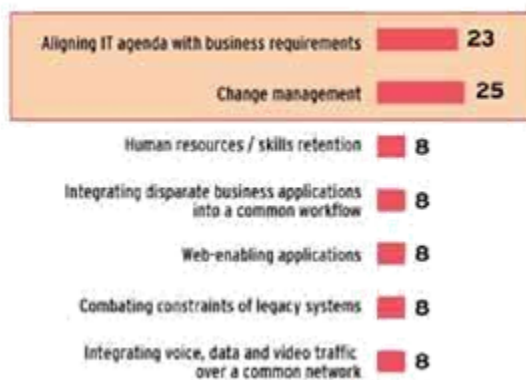 Aligning IT agenda with business requirements 23
Change management 25
Human resources / skills retention 8
Integrating disparate business applications
into a common workflow 8
Web-enabling applications 8
Combating constraints of legacy systems 8
Integrating voice, data and video traffic
over a common network 8